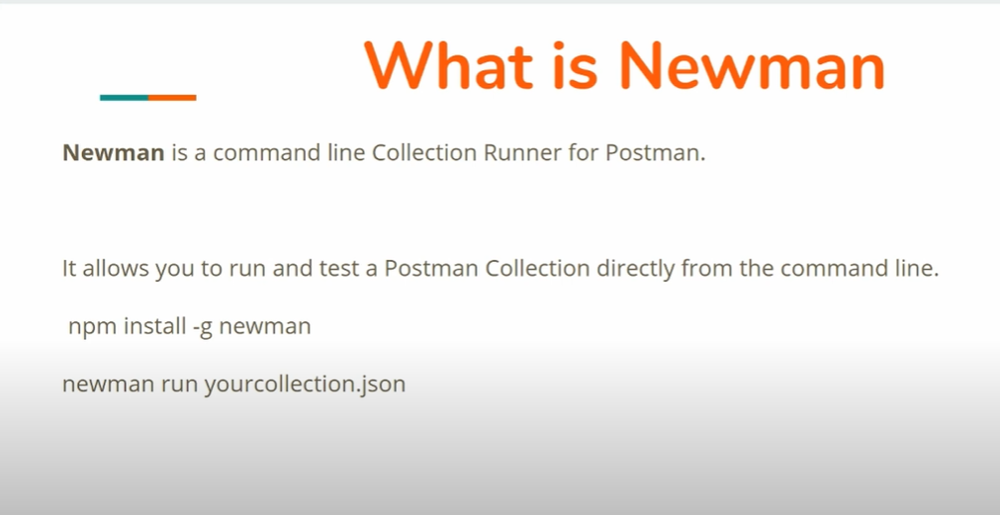 What is Newman
Newman is a command line Collection Runner for Postman.
It allows you to run and test a Postman Collection directly from the command line.
npm install -g newman
newman run yourcollection.json